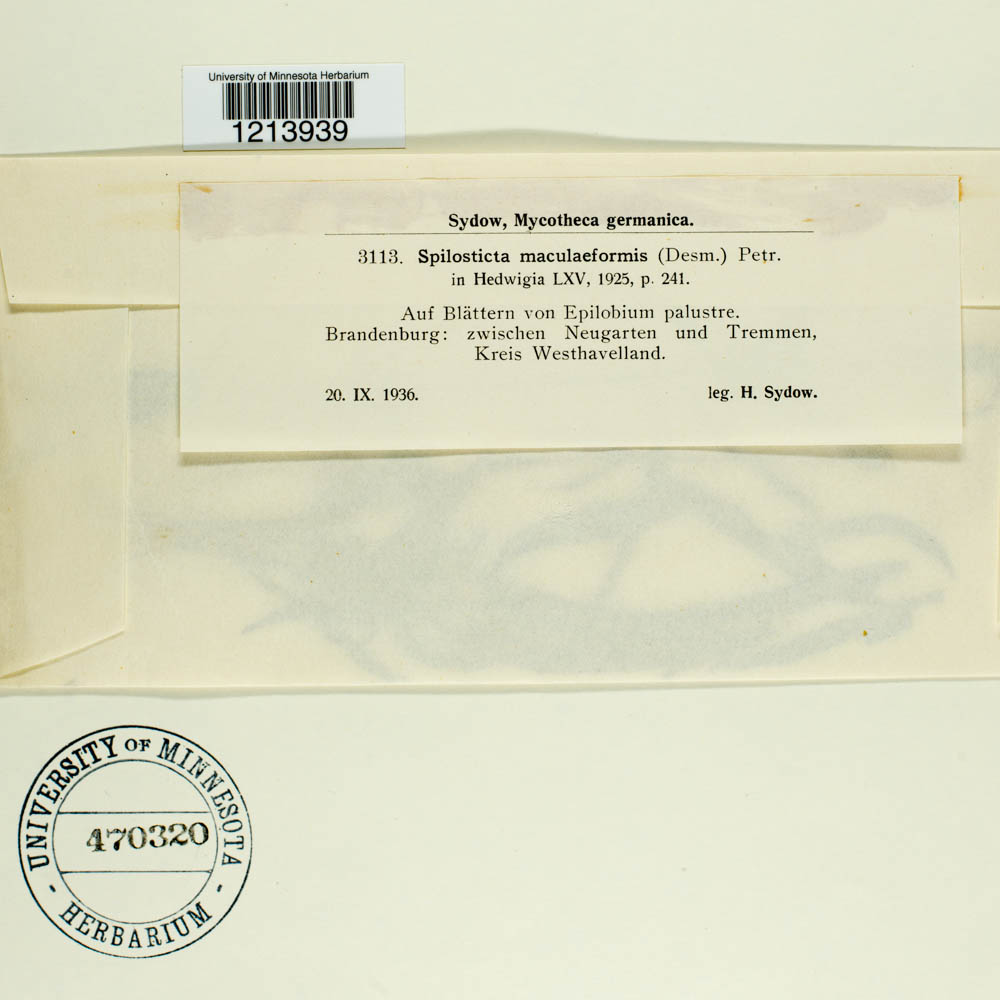 University of Minnesota Herbarium
1213939
Sydow, Mycotheca germanica.
3113. Spilosticta maculaeformis (Desm.) Petr.
in Hedwigia LXV, 1925, p. 241.
Auf Blättern von Epilobium palustre.
Brandenburg: zwischen Neugarten und Tremmen,
Kreis Westhavelland.
20. IX. 1936. leg. H. Sydow.
UNIVERSITY OF MINNESOTA
470320
- HERBARIUM -